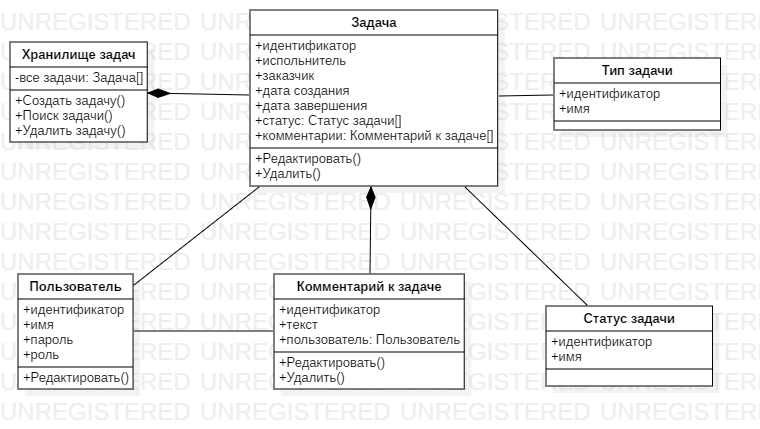 Хранилище задач
-все задачи: Задача[]
+Создать задачу()
+Поиск задачи()
+Удалить задачу()
Задача
+идентификатор
+испольнитель
+заказчик
+дата создания
+дата завершения
+статус: Статус задачи[]
+комментарии: Комментарий к задаче[]
+Редактировать()
+Удалить()
Тип задачи
+идентификатор
+имя
Пользователь
+идентификатор
+имя
+пароль
+роль
+Редактировать()
Комментарий к задаче
+идентификатор
+текст
+пользователь: Пользователь
+Редактировать()
+Удалить()
Статус задачи
+идентификатор
+имя
UNREGISTERED